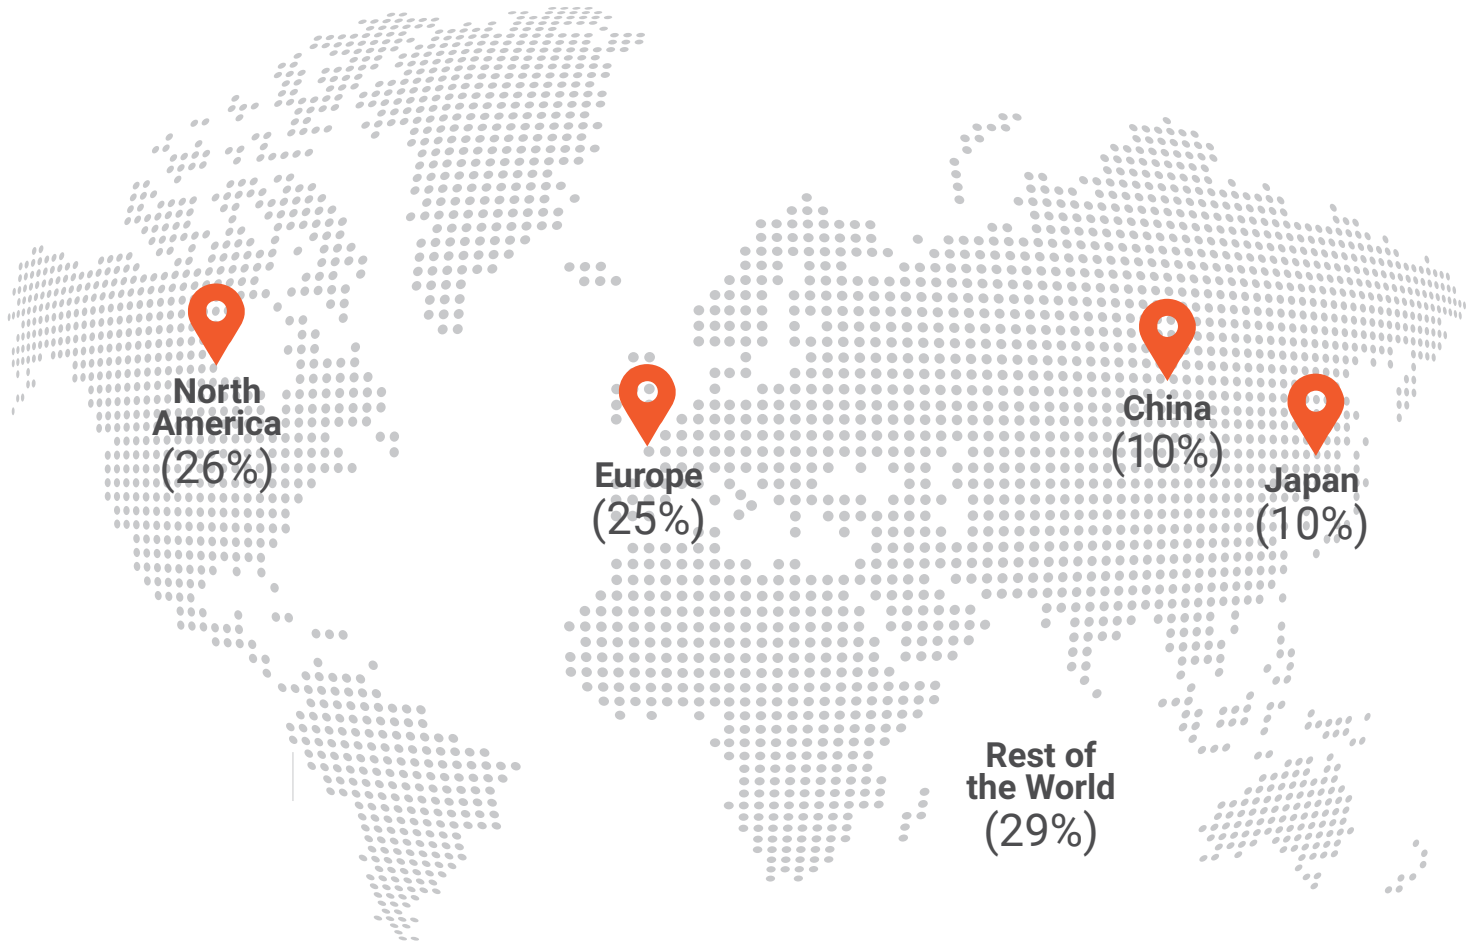 North
America
(26%)
Europe
(25%)
China
(10%)
Japan
(10%)
Rest of
the World
(29%)